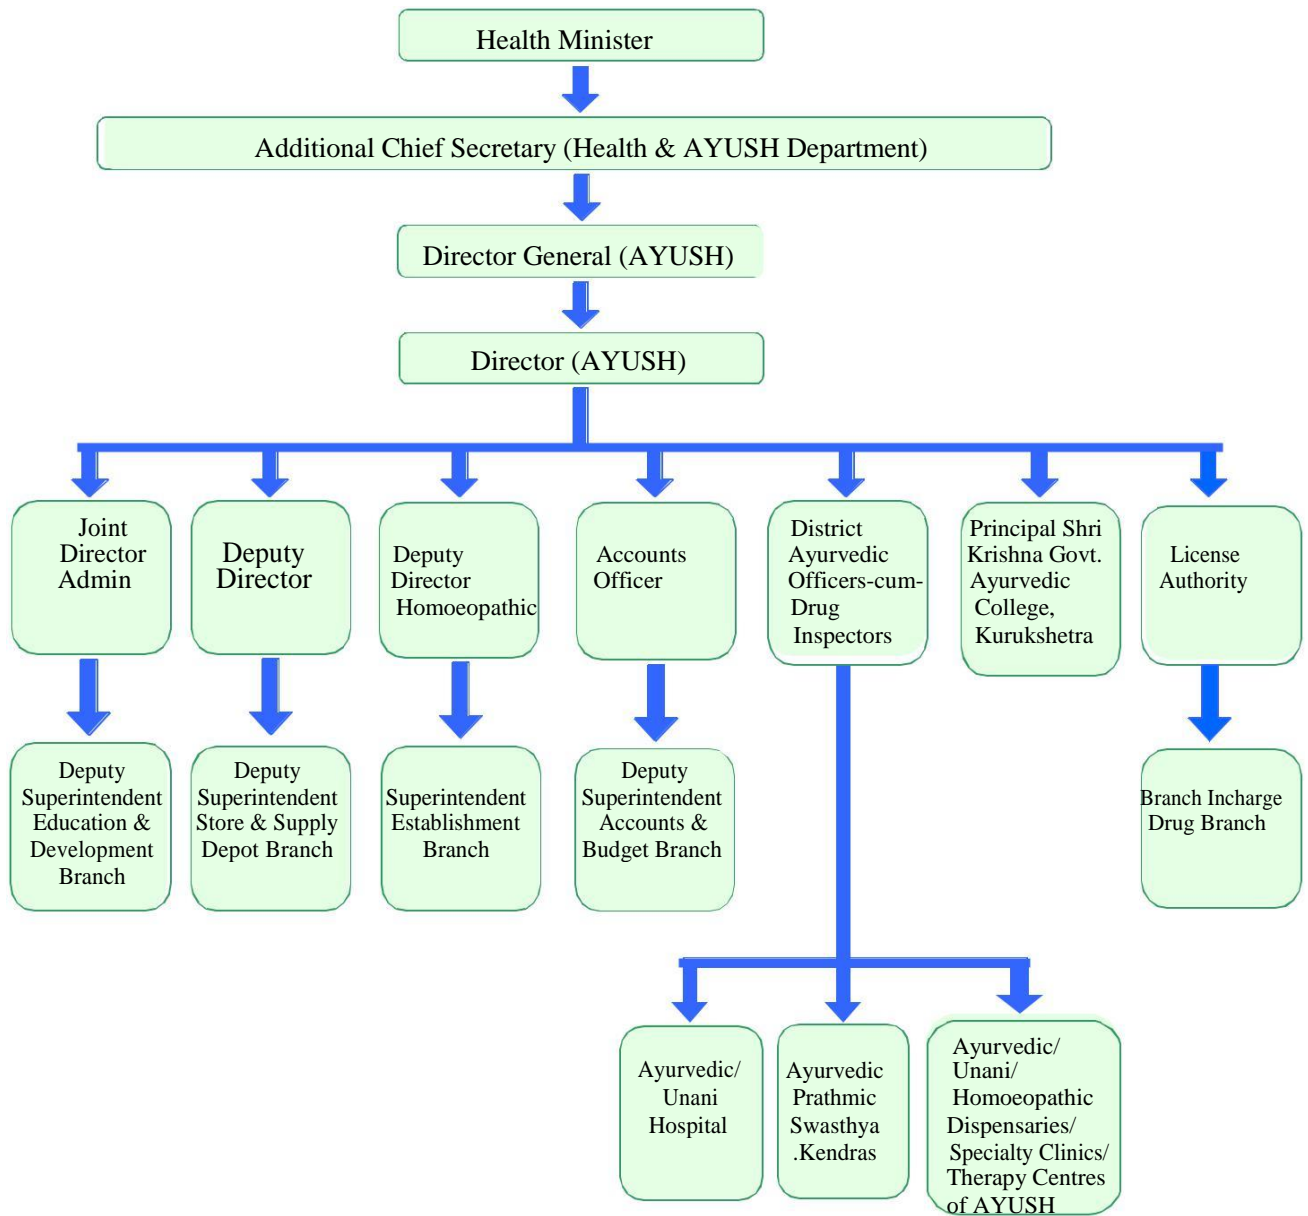 Health Minister
Additional Chief Secretary (Health & AYUSH Department)
Director General (AYUSH)
Director (AYUSH)
Joint
Director
Admin
Deputy
Director
Deputy
Director
Homoeopathic
Accounts
Officer
District
Ayurvedic
Officers-cum-
Drug
Inspectors
Principal Shri
Krishna Govt.
Ayurvedic
College,
Kurukshetra
License
Authority
Deputy
Superintendent
Education &
Development
Branch
Deputy
Superintendent
Store & Supply
Depot Branch
Superintendent
Establishment
Branch
Deputy
Superintendent
Accounts &
Budget Branch
Branch Incharge
Drug Branch
Ayurvedic/
Unani
Hospital
Ayurvedic
Prathmic
Swasthya
.Kendras
Ayurvedic/
Unani/
Homoeopathic
Dispensaries/
Specialty Clinics/
Therapy Centres
of AYUSH